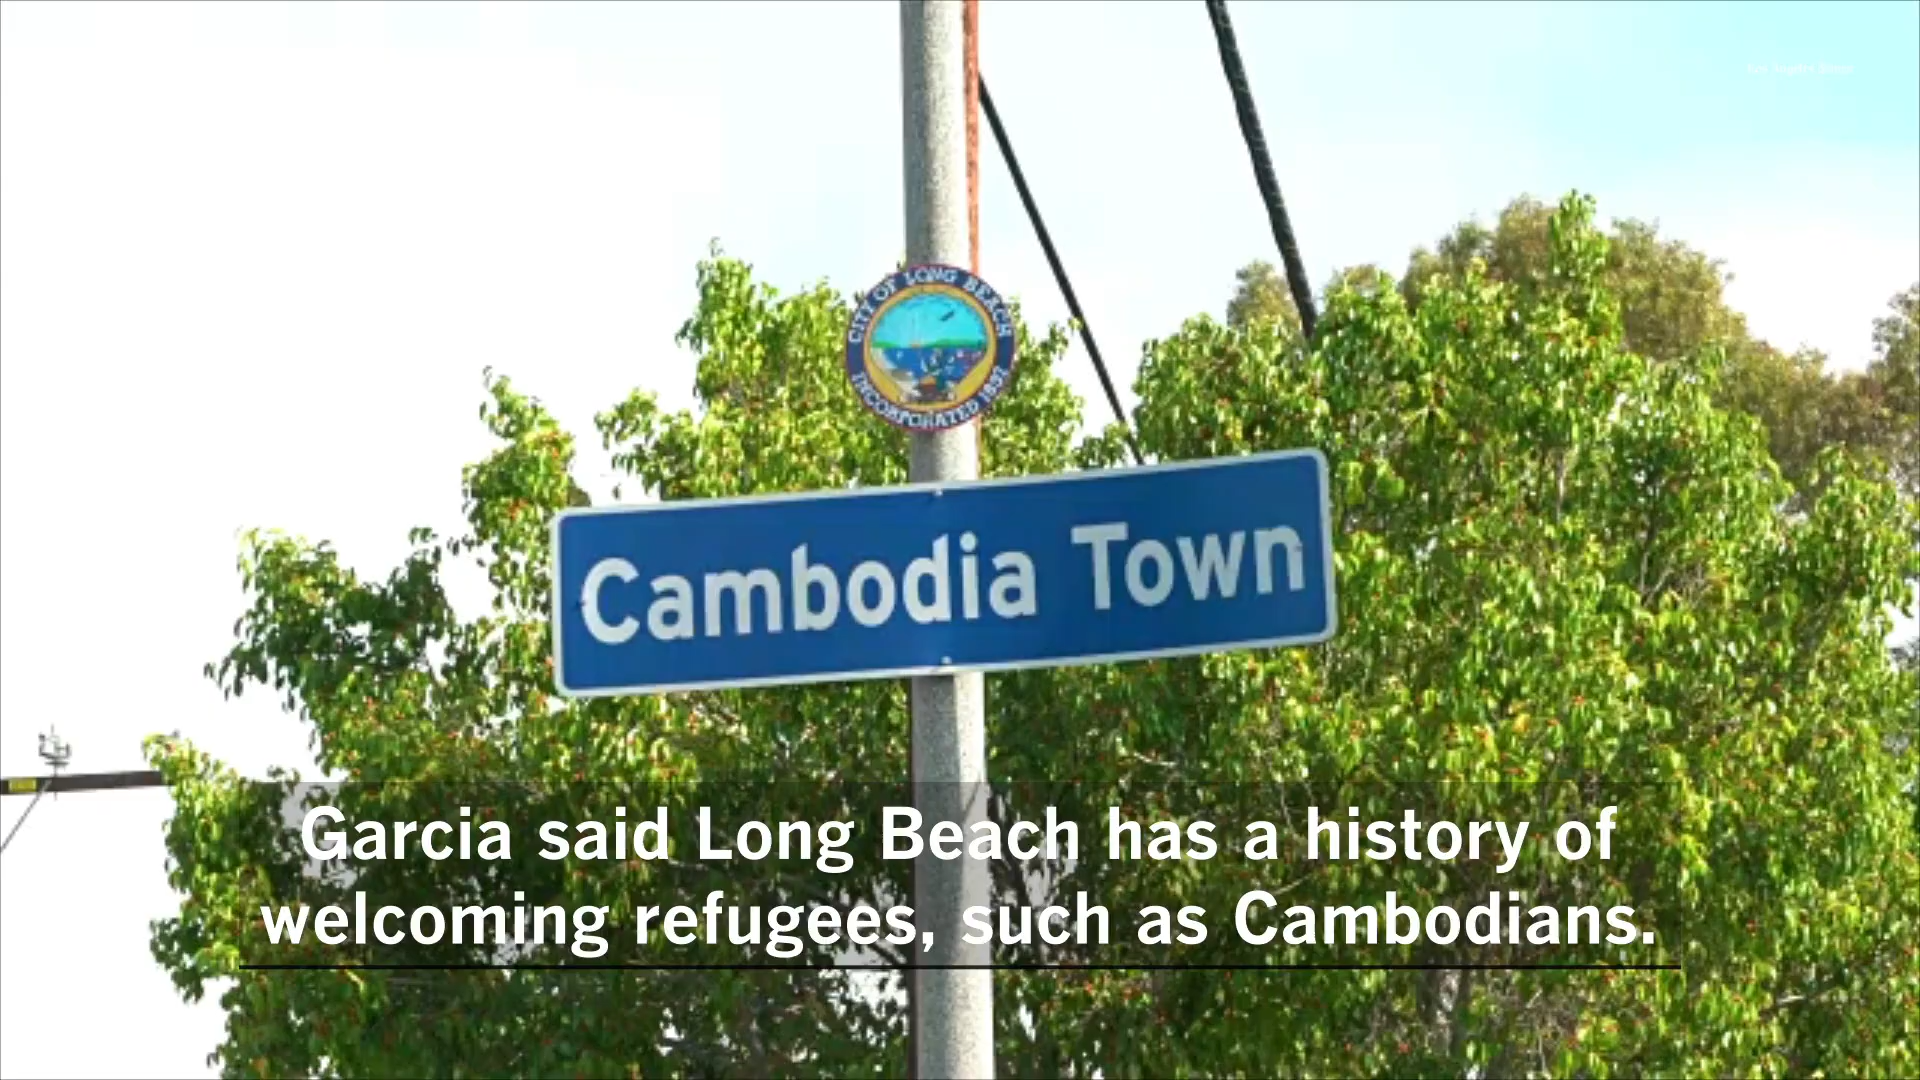 CITY OF LONG BEACH
INCORPORATED 1897
Cambodia Town
Garcia said Long Beach has a history of
welcoming refugees, such as Cambodians.